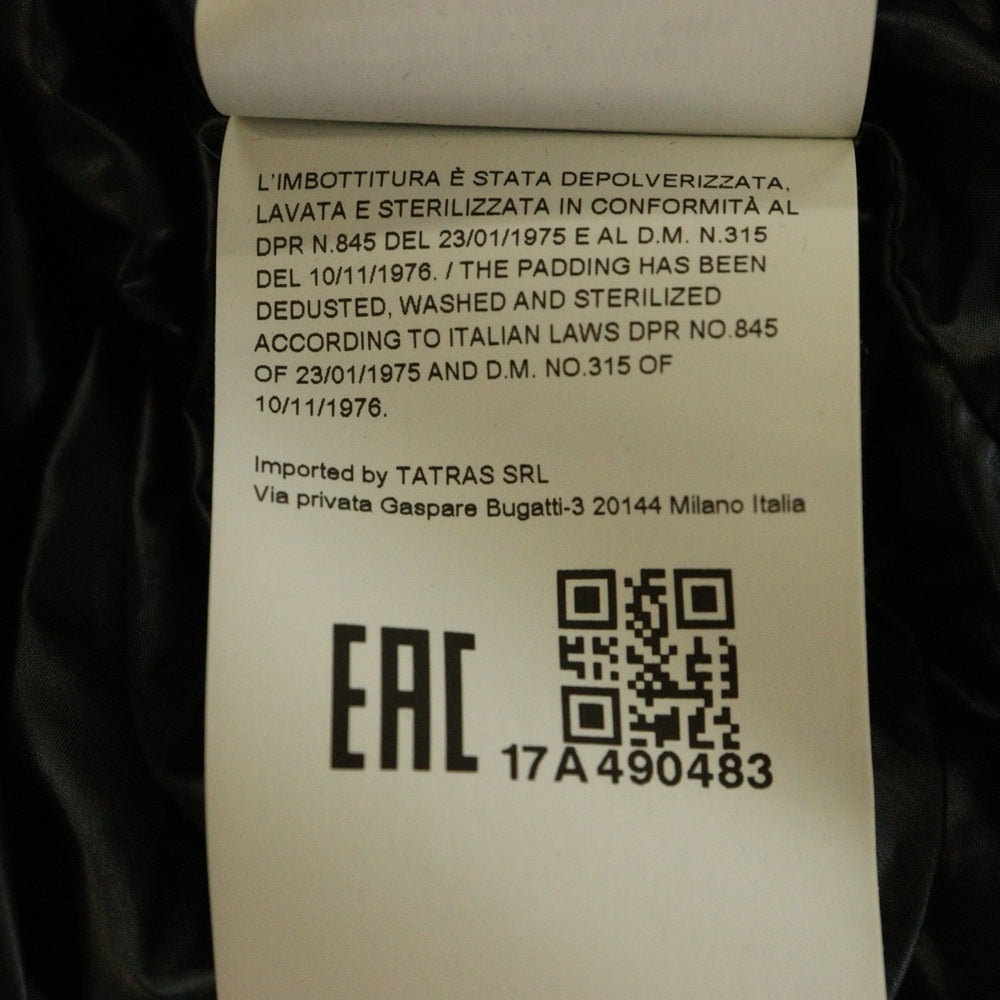 L'IMBOTTITURA È STATA DEPOLVERIZZATA,
LAVATA E STERILIZZATA IN CONFORMITÀ AL
DPR N.845 DEL 23/01/1975 E AL D.M. N.315
DEL 10/11/1976. / THE PADDING HAS BEEN
DEDUSTED, WASHED AND STERILIZED
ACCORDING TO ITALIAN LAWS DPR NO.845
OF 23/01/1975 AND D.M. NO.315 OF
10/11/1976.
Imported by TATRAS SRL
Via privata Gaspare Bugatti-3 20144 Milano Italia
EAC
17A490483